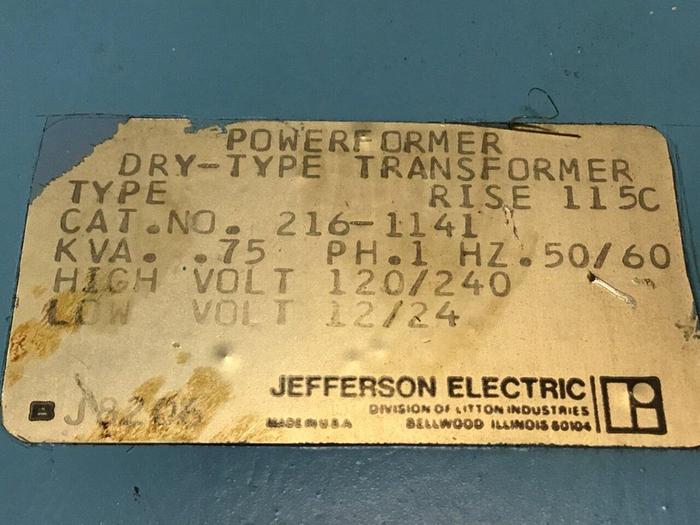 POWERFORMER
DRY-TYPE TRANSFORMER
TYPE RISE 115C
CAT.NO. 216-1141
KVA. .75 PH.1 HZ.50/60
HIGH VOLT 120/240
LOW VOLT 12/24
JEFFERSON ELECTRIC
DIVISION OF LITTON INDUSTRIES
MADE IN U.S.A BELLWOOD ILLINOIS 60104